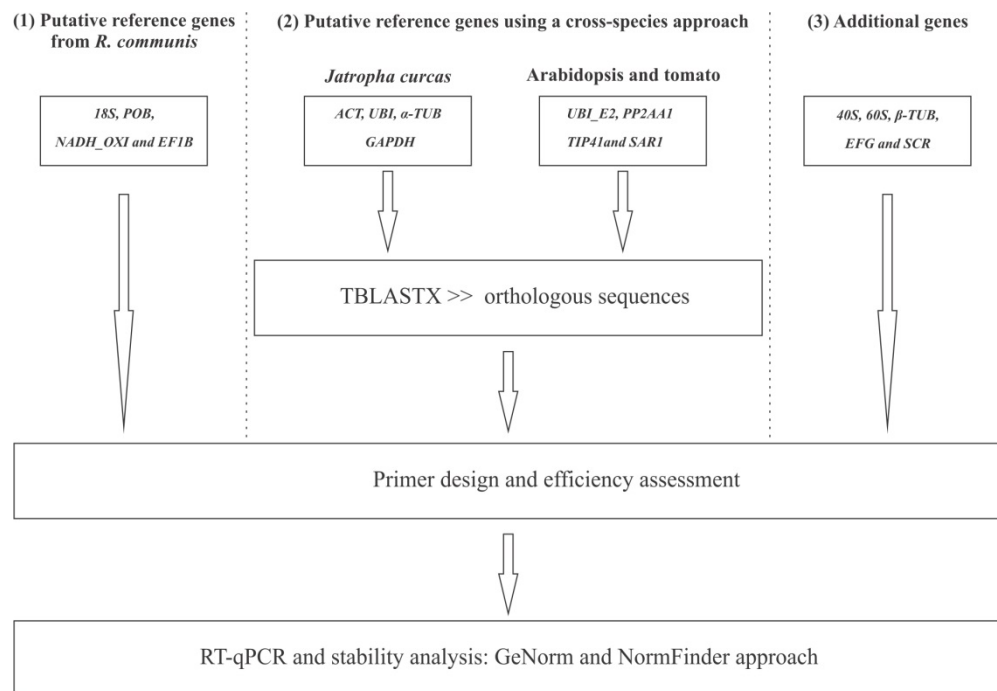 (1) Putative reference genes
from R. communis
(2) Putative reference genes using a cross-species approach
(3) Additional genes
Jatropha curcas
Arabidopsis and tomato
18S, POB,
NADH_OXI and EF1B
ACT, UBI, α-TUB
GAPDH
UBI_E2, PP2AA1
TIP41and SAR1
40S, 60S, β-TUB,
EFG and SCR
TBLASTX >> orthologous sequences
Primer design and efficiency assessment
RT-qPCR and stability analysis: GeNorm and NormFinder approach